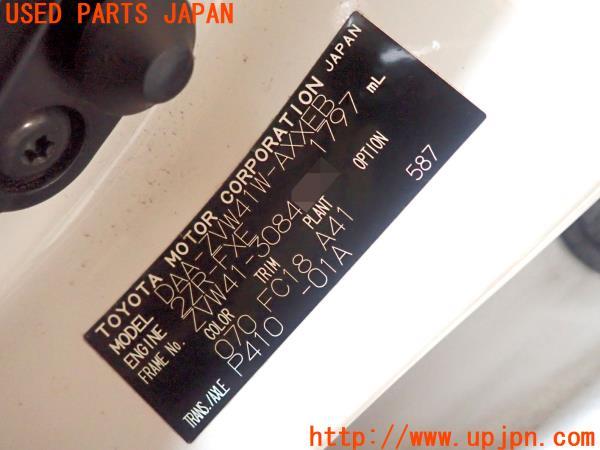 USED PARTS JAPAN
TOYOTA MOTOR CORPORATION JAPAN
MODEL DAA-ZVW41W-AXXEB
ENGINE 2ZR-FXE 1797 mL
FRAME No. ZVW41-3084
COLOR TRIM PLANT OPTION
070 FC18 A41 587
TRANS./AXLE P410 -01A
http://www.upjpn.com/